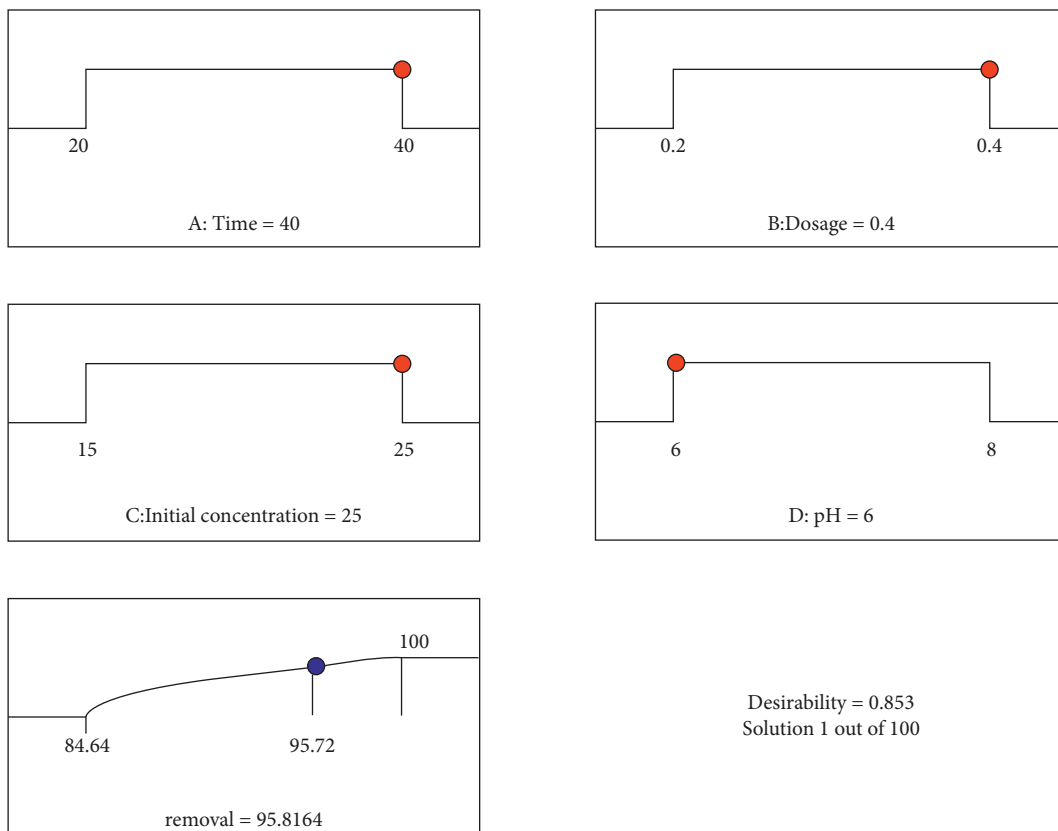 20
40
A: Time = 40
0.2
0.4
B:Dosage = 0.4
15
25
C:Initial concentration = 25
6
8
D: pH = 6
100
84.64
95.72
removal = 95.8164
Desirability = 0.853
Solution 1 out of 100